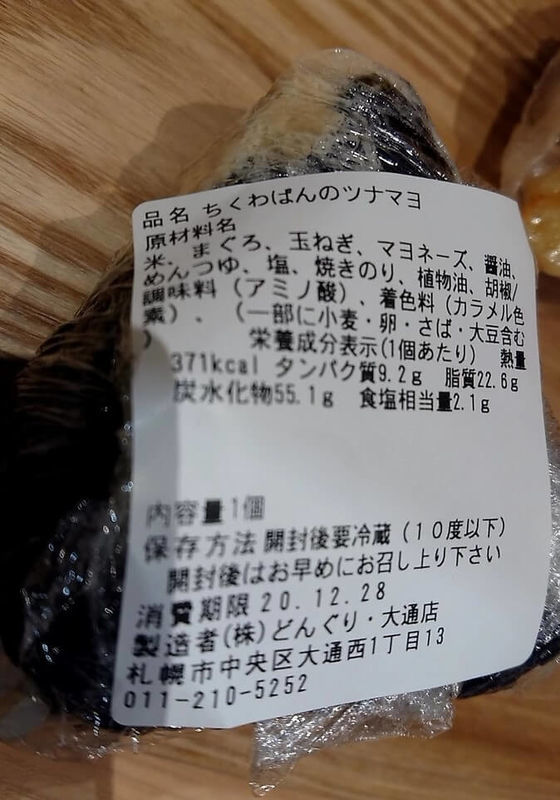 品名 ちくわぱんのツナマヨ
原材料名
米、まぐろ、玉ねぎ、マヨネーズ、醤油、
めんつゆ、塩、焼きのり、植物油、胡椒/
調味料(アミノ酸)、着色料(カラメル色
素)、(一部に小麦・卵・さば・大豆含む
) 栄養成分表示(1個あたり) 熱量
371kcal タンパク質9.2g 脂質22.6g
炭水化物55.1g 食塩相当量2.1g
内容量1個
保存方法 開封後要冷蔵(10度以下)
開封後はお早めにお召し上り下さい
消費期限 20.12.28
製造者(株)どんぐり・大通店
札幌市中央区大通西1丁目13
011-210-5252